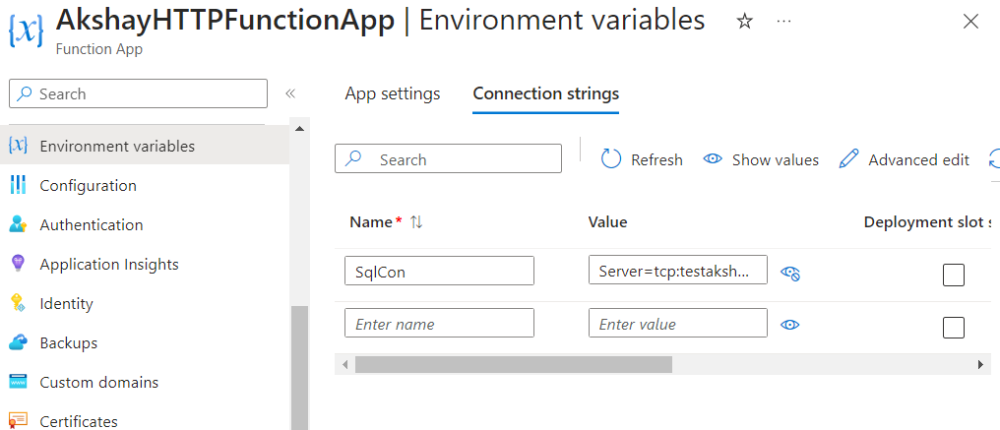 AkshayHTTPFunctionApp | Environment variables
Function App
Search
Environment variables
Configuration
Authentication
Application Insights
Identity
Backups
Custom domains
Certificates
App settings Connection strings
Search Refresh Show values Advanced edit
Name * Value Deployment slot s
SqlCon Server=tcp:testaksh...
Enter name Enter value